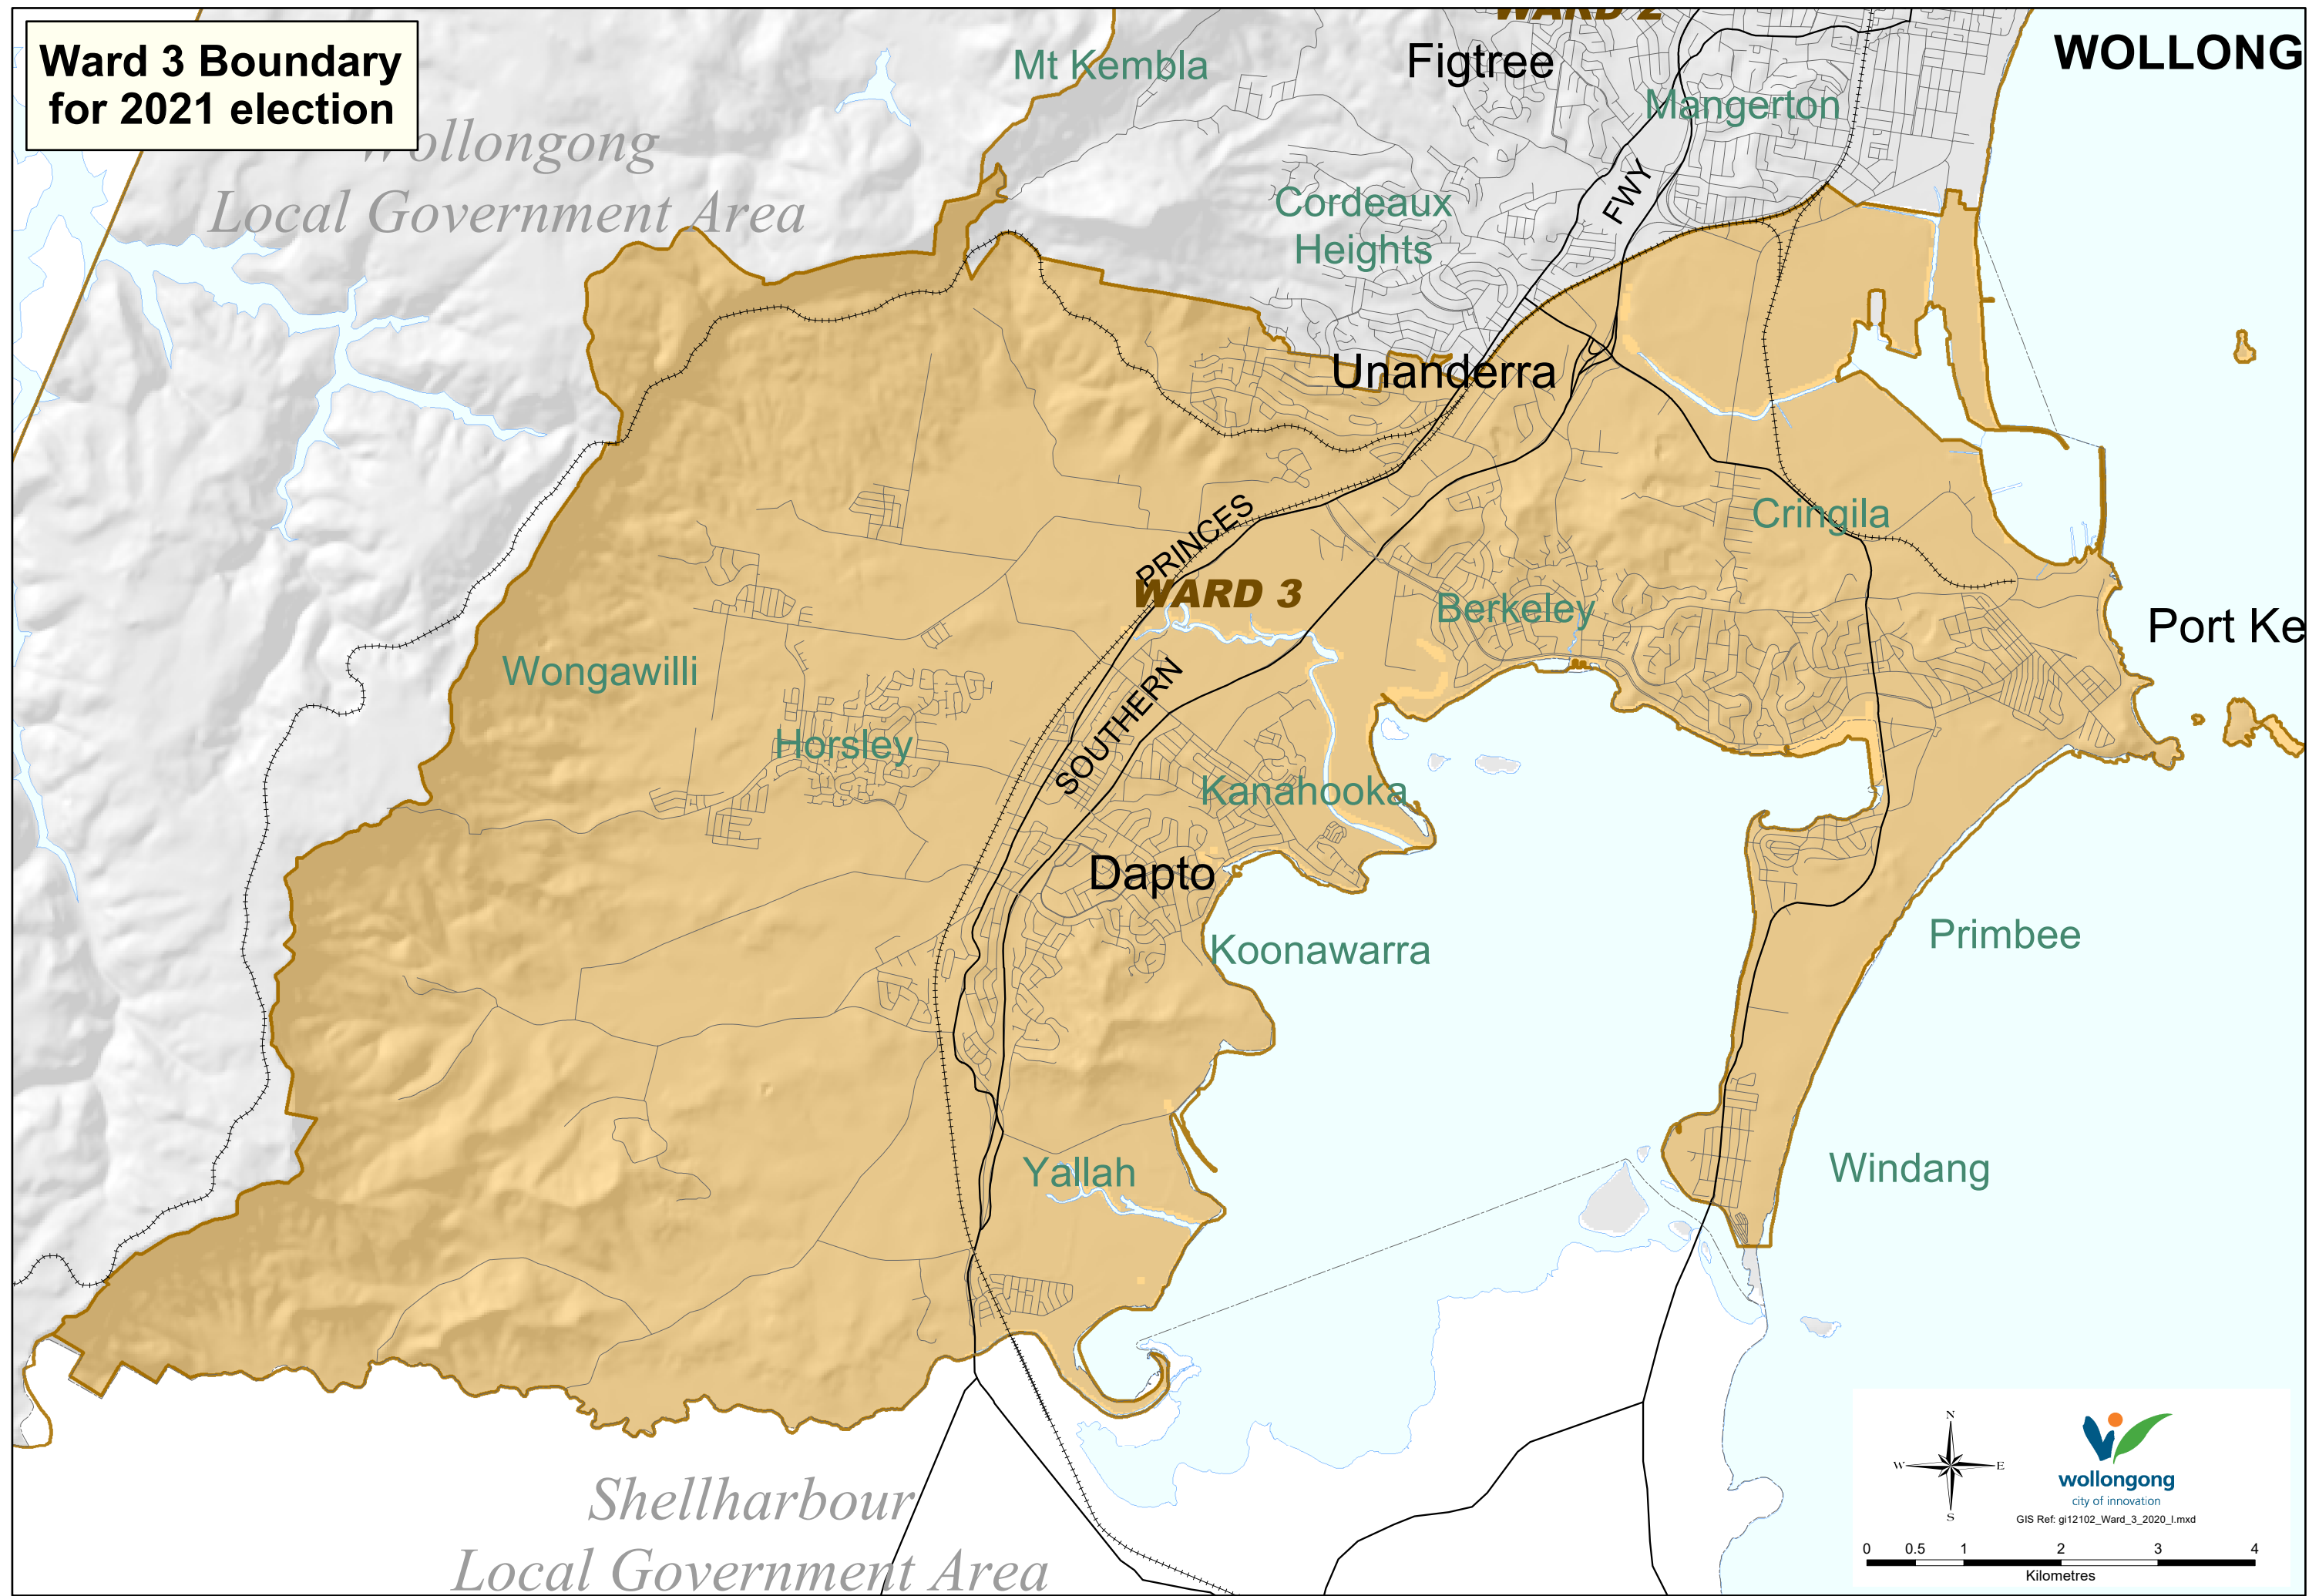 Ward 3 Boundary
for 2021 election
WARD 2
WOLLONG
Mt Kembla
Figtree
Mangerton
Wollongong
Local Government Area
Cordeaux
Heights
FWY
Unanderra
Cringila
PRINCES
WARD 3
Berkeley
Port Ke
Wongawilli
SOUTHERN
Horsley
Kanahooka
Dapto
Koonawarra
Primbee
Yallah
Windang
Shellharbour
Local Government Area
N
W E
S
wollongong
city of innovation
GIS Ref: gi12102_Ward_3_2020_l.mxd
0 0.5 1 2 3 4
Kilometres